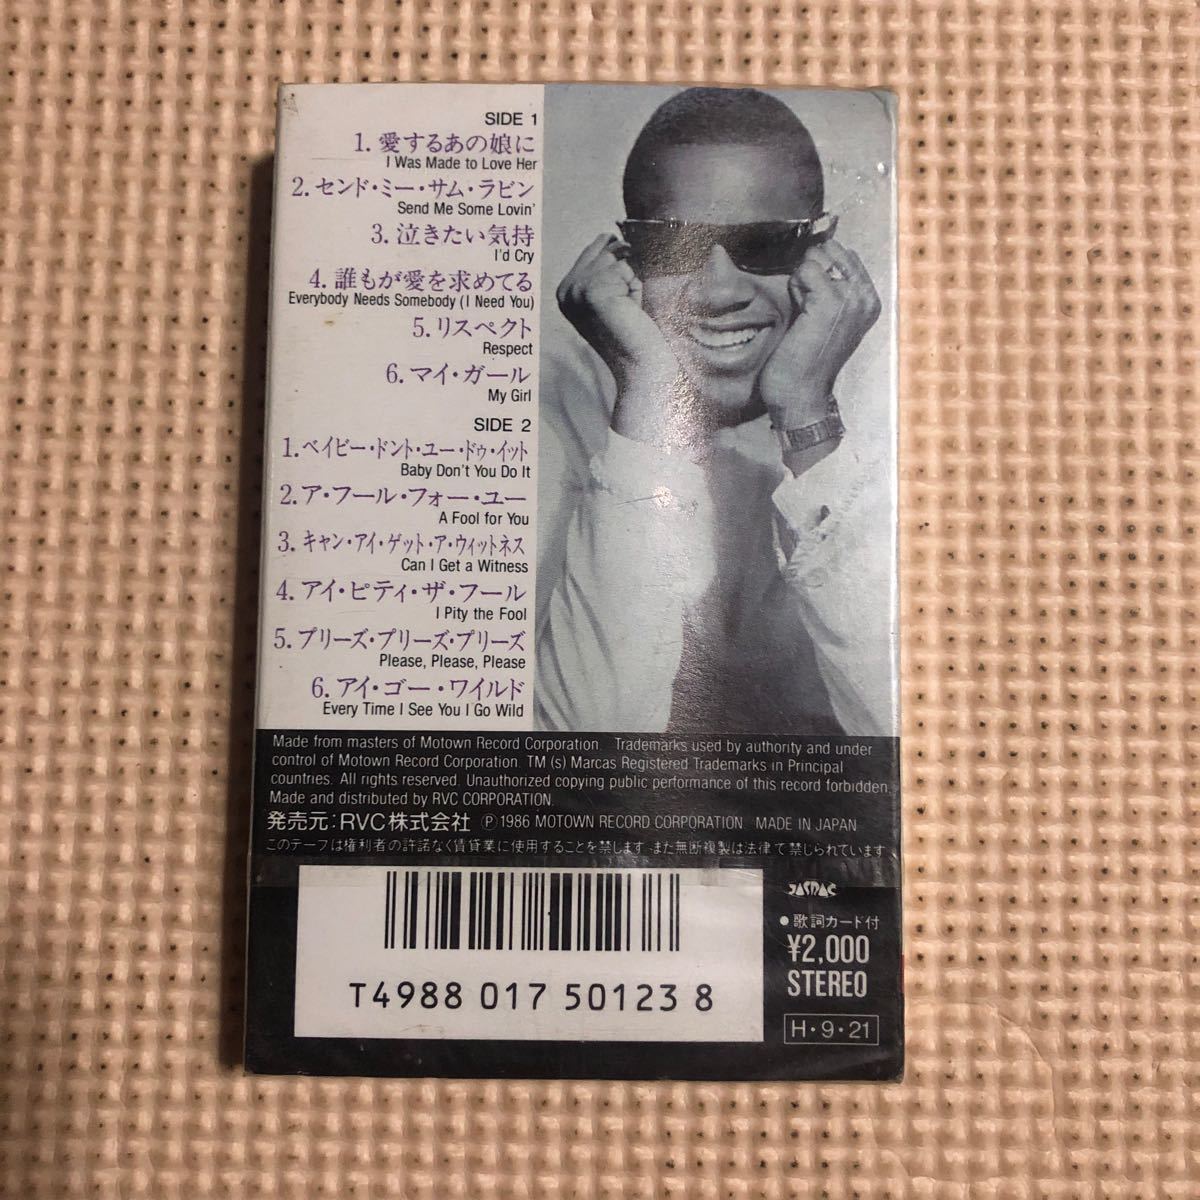 SIDE 1
1. 愛するあの娘に
I Was Made to Love Her
2. センド・ミー・サム・ラビン
Send Me Some Lovin'
3. 泣きたい気持
I'd Cry
4. 誰もが愛を求めてる
Everybody Needs Somebody (I Need You)
5. リスペクト
Respect
6. マイ・ガール
My Girl
SIDE 2
1. ベイビー・ドント・ユー・ドゥ・イット
Baby Don't You Do It
2. ア・フール・フォー・ユー
A Fool for You
3. キャン・アイ・ゲット・ア・ウィットネス
Can I Get a Witness
4. アイ・ピティ・ザ・フール
I Pity the Fool
5. プリーズ・プリーズ・プリーズ
Please, Please, Please
6. アイ・ゴー・ワイルド
Every Time I See You I Go Wild
Made from masters of Motown Record Corporation. Trademarks used by authority and under
control of Motown Record Corporation. TM (s) Marcas Registered Trademarks in Principal
countries. All rights reserved. Unauthorized copying public performance of this record forbidden.
Made and distributed by RVC CORPORATION.
発売元：RVC株式会社 ℗ 1986 MOTOWN RECORD CORPORATION. MADE IN JAPAN
このテープは権利者の許諾なく賃貸業に使用することを禁じます また無断複製は法律で禁じられています
JASRAC
●歌詞カード付
¥2,000
STEREO
T4988 017 50123 8
H・9・21